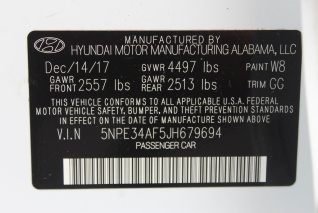 MANUFACTURED BY
HYUNDAI MOTOR MANUFACTURING ALABAMA, LLC
Dec/14/17 GVWR 4497 lbs PAINT W8
GAWR FRONT 2557 lbs GAWR REAR 2513 lbs TRIM GG
THIS VEHICLE CONFORMS TO ALL APPLICABLE U.S. FEDERAL
MOTOR VEHICLE SAFETY, BUMPER, AND THEFT PREVENTION
STANDARDS IN EFFECT ON THE DATE OF MANUFACTURE SHOWN ABOVE.
V.I.N 5NPE34AF5JH679694
PASSENGER CAR